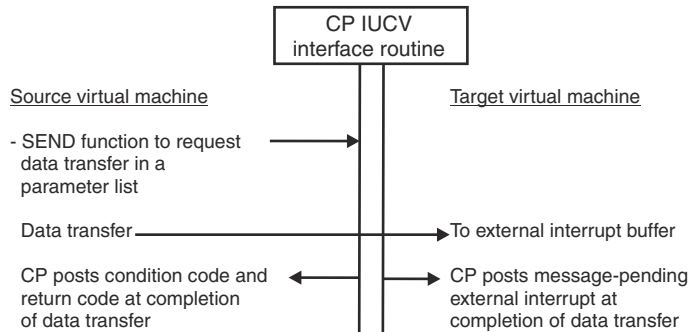 CP IUCV
interface routine
Source virtual machine
Target virtual machine
- SEND function to request
data transfer in a
parameter list
Data transfer
To external interrupt buffer
CP posts condition code and
return code at completion
of data transfer
CP posts message-pending
external interrupt at
completion of data transfer